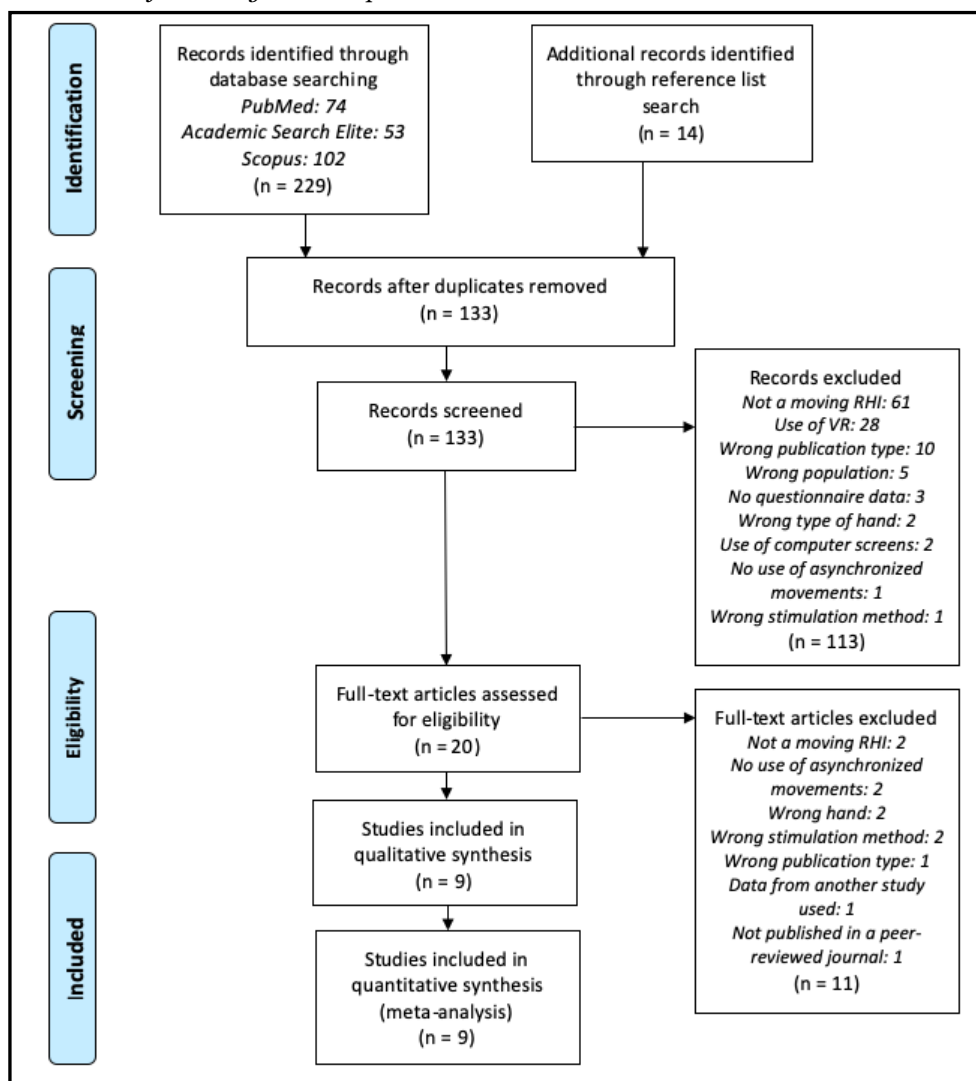 Identification
Records identified through
database searching
PubMed: 74
Academic Search Elite: 53
Scopus: 102
(n = 229)
Additional records identified
through reference list
search
(n = 14)
Screening
Records after duplicates removed
(n = 133)
Records screened
(n = 133)
Records excluded
Not a moving RHI: 61
Use of VR: 28
Wrong publication type: 10
Wrong population: 5
No questionnaire data: 3
Wrong type of hand: 2
Use of computer screens: 2
No use of asynchronized
movements: 1
Wrong stimulation method: 1
(n = 113)
Eligibility
Full-text articles assessed
for eligibility
(n = 20)
Full-text articles excluded
Not a moving RHI: 2
No use of asynchronized
movements: 2
Wrong hand: 2
Wrong stimulation method: 2
Wrong publication type: 1
Data from another study
used: 1
Not published in a peer-
reviewed journal: 1
(n = 11)
Studies included in
qualitative synthesis
(n = 9)
Included
Studies included in
quantitative synthesis
(meta-analysis)
(n = 9)